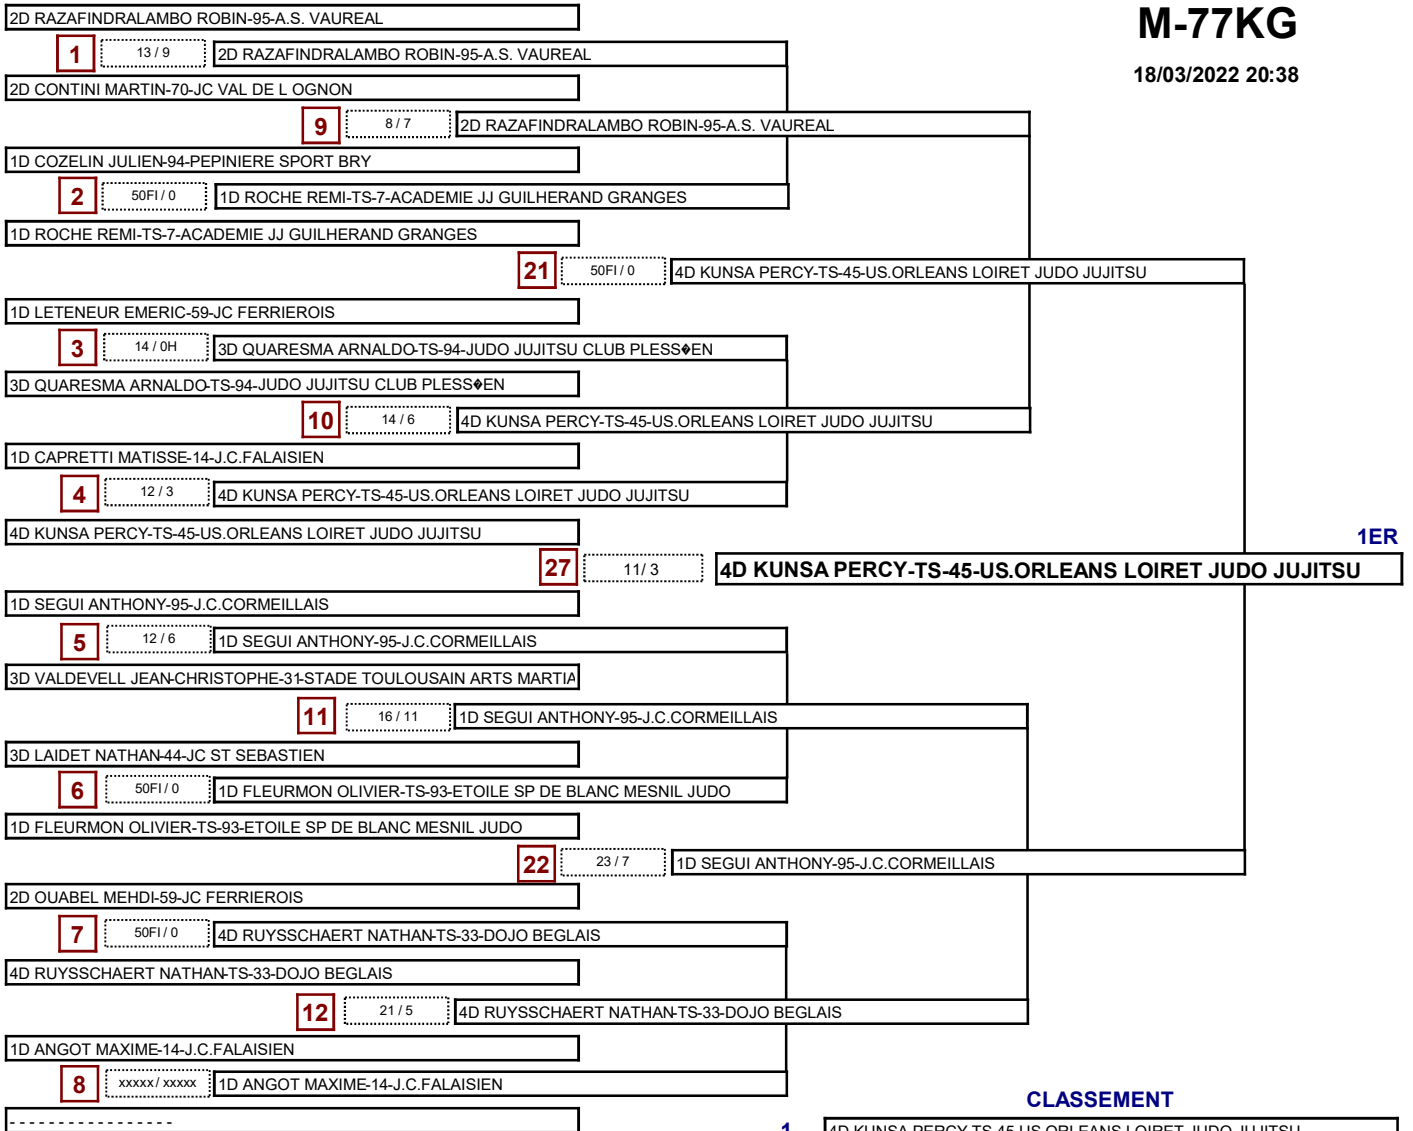 2D RAZAFINDRALAMBO ROBIN-95-A.S. VAUREAL
M-77KG
1 13 / 9 2D RAZAFINDRALAMBO ROBIN-95-A.S. VAUREAL
18/03/2022 20:38
2D CONTINI MARTIN-70-JC VAL DE L OGNON
9 8 / 7 2D RAZAFINDRALAMBO ROBIN-95-A.S. VAUREAL
1D COZELIN JULIEN-94-PEPINIERE SPORT BRY
2 50FI / 0 1D ROCHE REMI-TS-7-ACADEMIE JJ GUILHERAND GRANGES
1D ROCHE REMI-TS-7-ACADEMIE JJ GUILHERAND GRANGES
21 50FI / 0 4D KUNSA PERCY-TS-45-US.ORLEANS LOIRET JUDO JUJITSU
1D LETENEUR EMERIC-59-JC FERRIEROIS
3 14 / 0H 3D QUARESMA ARNALDO-TS-94-JUDO JUJITSU CLUB PLESS�EN
3D QUARESMA ARNALDO-TS-94-JUDO JUJITSU CLUB PLESS�EN
10 14 / 6 4D KUNSA PERCY-TS-45-US.ORLEANS LOIRET JUDO JUJITSU
1D CAPRETTI MATISSE-14-J.C.FALAISIEN
4 12 / 3 4D KUNSA PERCY-TS-45-US.ORLEANS LOIRET JUDO JUJITSU
4D KUNSA PERCY-TS-45-US.ORLEANS LOIRET JUDO JUJITSU
1ER
27 11/ 3 4D KUNSA PERCY-TS-45-US.ORLEANS LOIRET JUDO JUJITSU
1D SEGUI ANTHONY-95-J.C.CORMEILLAIS
5 12 / 6 1D SEGUI ANTHONY-95-J.C.CORMEILLAIS
3D VALDEVELL JEAN-CHRISTOPHE-31-STADE TOULOUSAIN ARTS MARTIA
11 16 / 11 1D SEGUI ANTHONY-95-J.C.CORMEILLAIS
3D LAIDET NATHAN-44-JC ST SEBASTIEN
6 50FI / 0 1D FLEURMON OLIVIER-TS-93-ETOILE SP DE BLANC MESNIL JUDO
1D FLEURMON OLIVIER-TS-93-ETOILE SP DE BLANC MESNIL JUDO
22 23 / 7 1D SEGUI ANTHONY-95-J.C.CORMEILLAIS
2D OUABEL MEHDI-59-JC FERRIEROIS
7 50FI / 0 4D RUYSSCHAERT NATHAN-TS-33-DOJO BEGLAIS
4D RUYSSCHAERT NATHAN-TS-33-DOJO BEGLAIS
12 21 / 5 4D RUYSSCHAERT NATHAN-TS-33-DOJO BEGLAIS
1D ANGOT MAXIME-14-J.C.FALAISIEN
8 xxxxx / xxxxx 1D ANGOT MAXIME-14-J.C.FALAISIEN
CLASSEMENT
- - - - - - - - - - - - - - - - -
1 4D KUNSA PERCY-TS-45-US.ORLEANS LOIRET JUDO JUJITSU